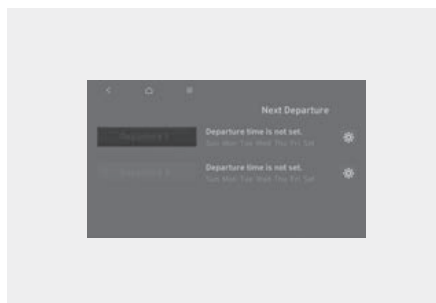 Next Departure
Departure 1
Departure time is not set.
Sun Mon Tue Wed Thu Fri Sat
Departure 2
Departure time is not set.
Sun Mon Tue Wed Thu Fri Sat